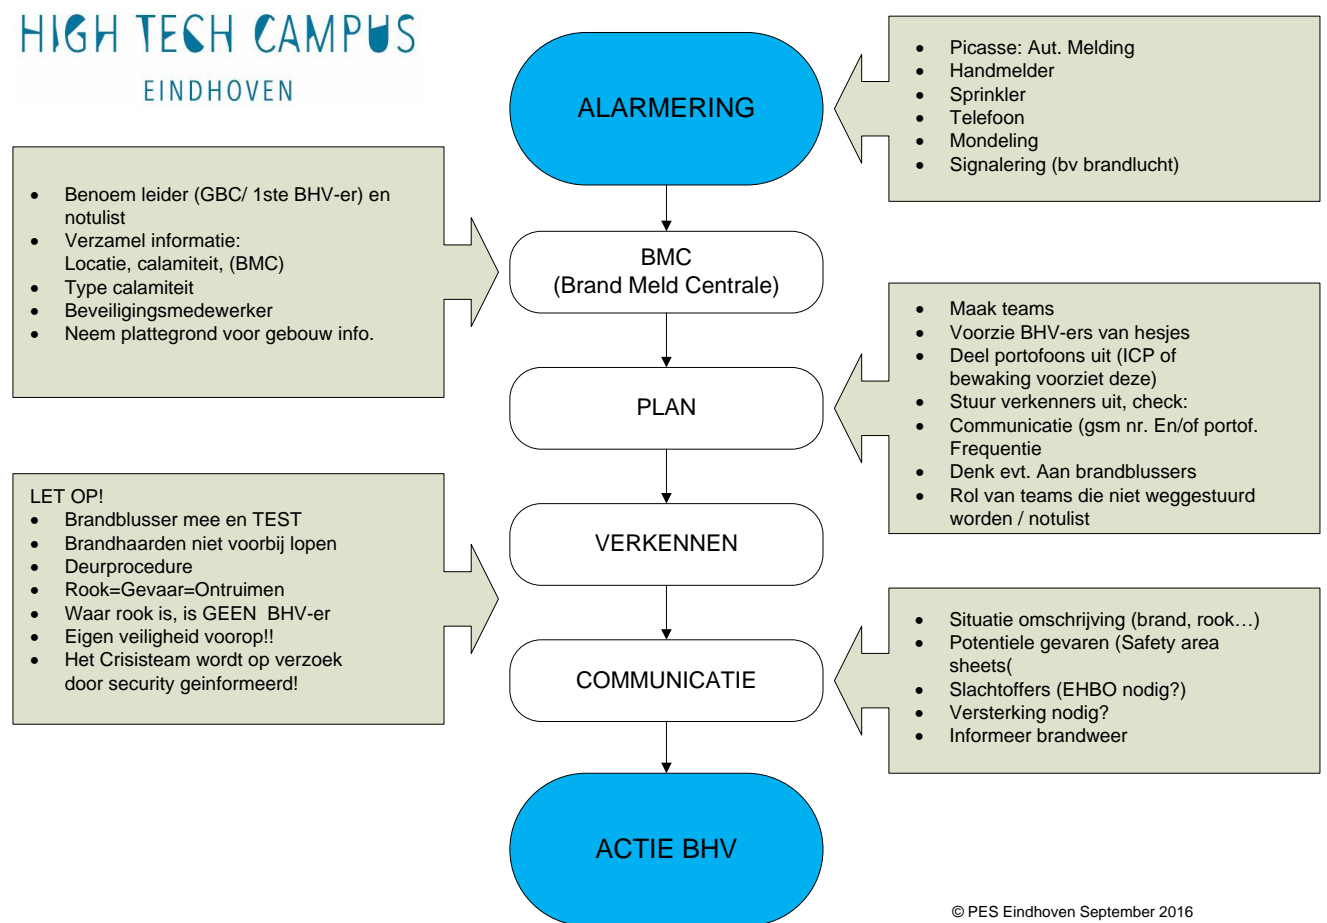 HIGH TECH CAMPUS
EINDHOVEN
ALARMERING
• Picasse: Aut. Melding
• Handmelder
• Sprinkler
• Telefoon
• Mondeling
• Signalering (bv brandlucht)
• Benoem leider (GBC/ 1ste BHV-er) en
notulist
• Verzamel informatie:
Locatie, calamiteit, (BMC)
• Type calamiteit
• Beveiligingsmedewerker
• Neem plattegrond voor gebouw info.
BMC
(Brand Meld Centrale)
• Maak teams
• Voorzie BHV-ers van hesjes
• Deel portofoons uit (ICP of
bewaking voorziet deze)
• Stuur verkenners uit, check:
• Communicatie (gsm nr. En/of portof.
Frequentie
• Denk evt. Aan brandblussers
• Rol van teams die niet weggestuurd
worden / notulist
PLAN
LET OP!
• Brandblusser mee en TEST
• Brandhaarden niet voorbij lopen
• Deurprocedure
• Rook=Gevaar=Ontruimen
• Waar rook is, is GEEN  BHV-er
• Eigen veiligheid voorop!!
• Het Crisisteam wordt op verzoek
door security geinformeerd!
VERKENNEN
COMMUNICATIE
• Situatie omschrijving (brand, rook…)
• Potentiele gevaren (Safety area
sheets(
• Slachtoffers (EHBO nodig?)
• Versterking nodig?
• Informeer brandweer
ACTIE BHV
© PES Eindhoven September 2016